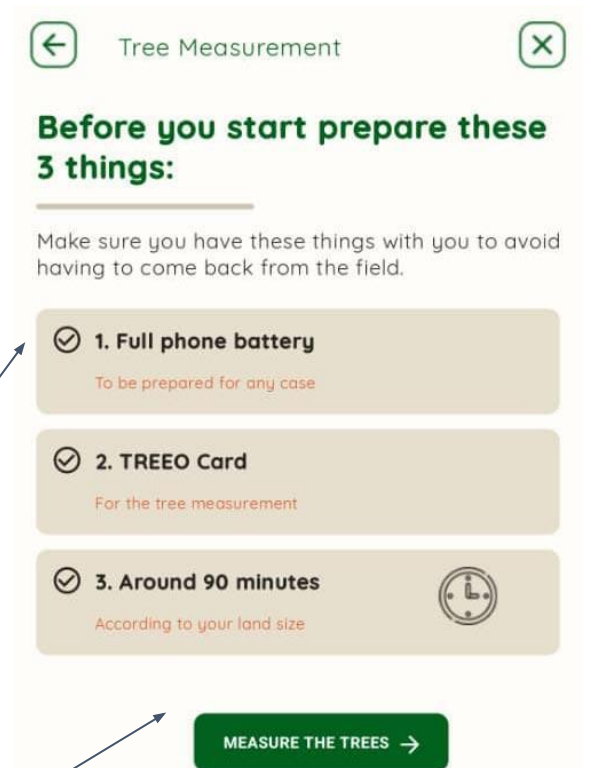 Tree Measurement
Before you start prepare these
3 things:
Make sure you have these things with you to avoid
having to come back from the field.
1. Full phone battery
To be prepared for any case
2. TREEO Card
For the tree measurement
3. Around 90 minutes
According to your land size
MEASURE THE TREES